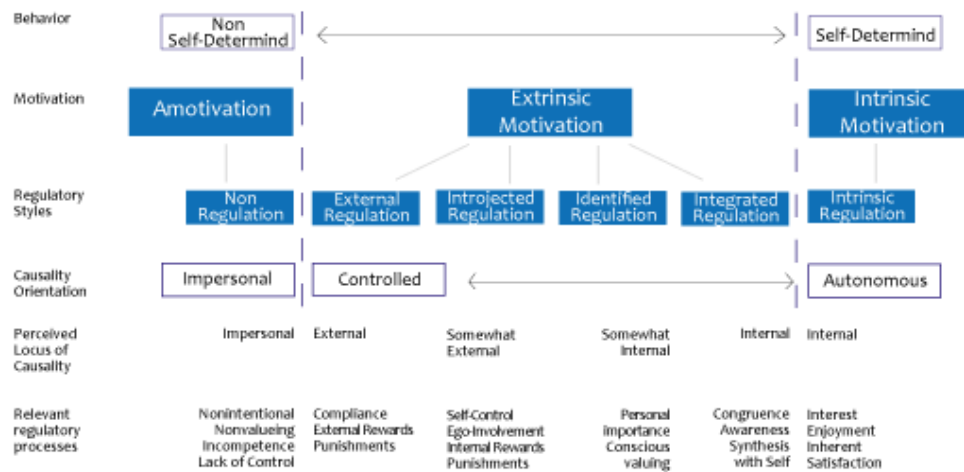 Behavior
Non
Self-Determind
Self-Determind
Motivation
Amotivation
Extrinsic
Motivation
Intrinsic
Motivation
Regulatory
Styles
Non
Regulation
External
Regulation
Introjected
Regulation
Identified
Regulation
Integrated
Regulation
Intrinsic
Regulation
Causality
Orientation
Impersonal
Controlled
Autonomous
Perceived
Locus of
Causality
Impersonal
External
Somewhat
External
Somewhat
Internal
Internal
Internal
Relevant
regulatory
processes
Nonintentional
Nonvalueing
Incompetence
Lack of Control
Compliance
External Rewards
Punishments
Self-Control
Ego-Involvement
Internal Rewards
Punishments
Personal
importance
Conscious
valuing
Congruence
Awareness
Synthesis
with Self
Interest
Enjoyment
Inherent
Satisfaction